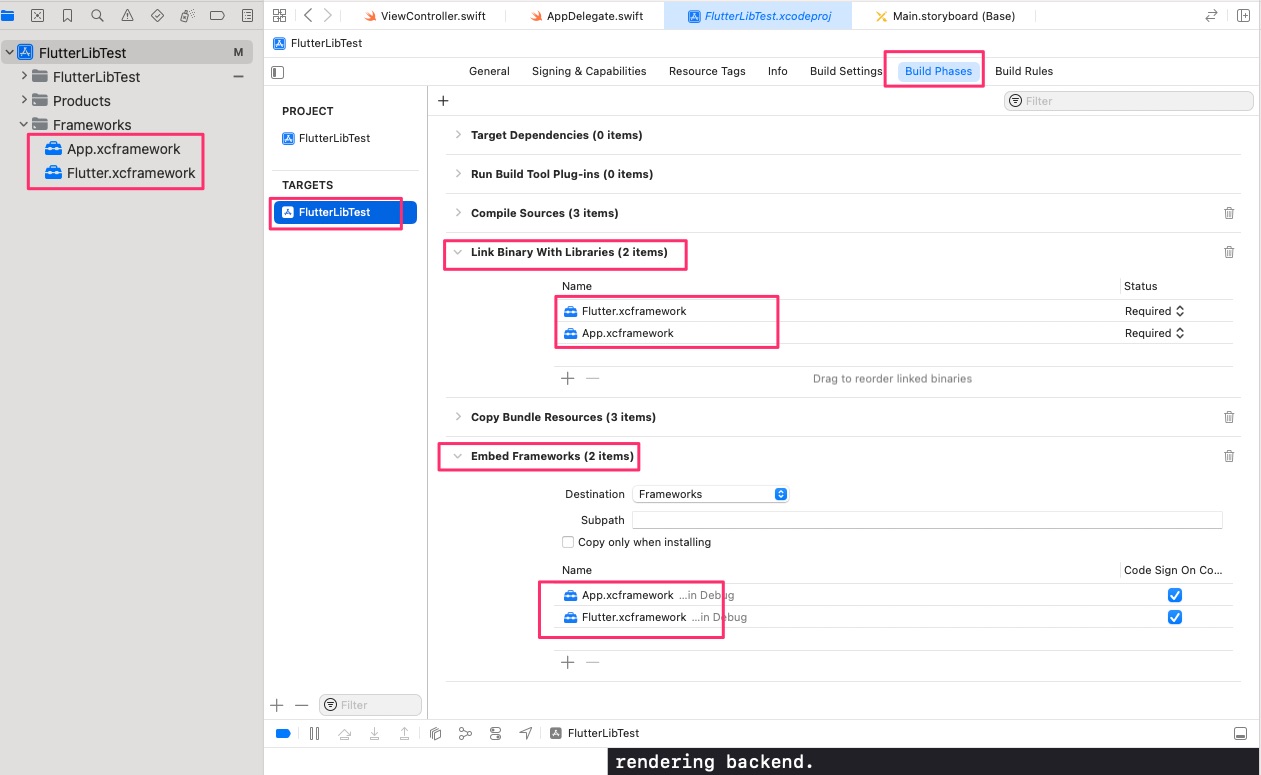 ViewController.swift
AppDelegate.swift
FlutterLibTest.xcodeproj
Main.storyboard (Base)
FlutterLibTest
M
FlutterLibTest
Products
Frameworks
App.xcframework
Flutter.xcframework
FlutterLibTest
General
Signing & Capabilities
Resource Tags
Info
Build Settings
Build Phases
Build Rules
Filter
PROJECT
FlutterLibTest
TARGETS
FlutterLibTest
Target Dependencies (0 items)
Run Build Tool Plug-ins (0 items)
Compile Sources (3 items)
Link Binary With Libraries (2 items)
Name
Status
Flutter.xcframework
Required
App.xcframework
Required
Drag to reorder linked binaries
Copy Bundle Resources (3 items)
Embed Frameworks (2 items)
Destination
Frameworks
Subpath
Copy only when installing
Name
Code Sign On Co...
App.xcframework ...in Debug
Flutter.xcframework ...in Debug
Filter
FlutterLibTest
rendering backend.